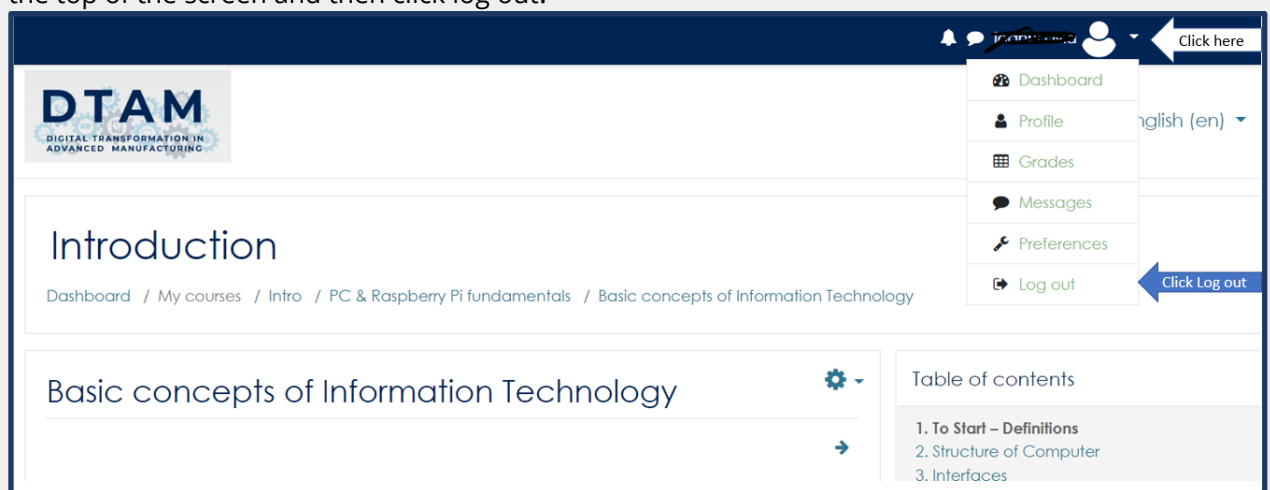 the top of the screen and then click log out.
Click here
DTAM
DIGITAL TRANSFORMATION IN
ADVANCED MANUFACTURING
Dashboard
Profile
nglish (en)
Grades
Messages
Preferences
Log out
Click Log out
Introduction
Dashboard / My courses / Intro / PC & Raspberry Pi fundamentals / Basic concepts of Information Technology
Basic concepts of Information Technology
Table of contents
1. To Start – Definitions
2. Structure of Computer
3. Interfaces